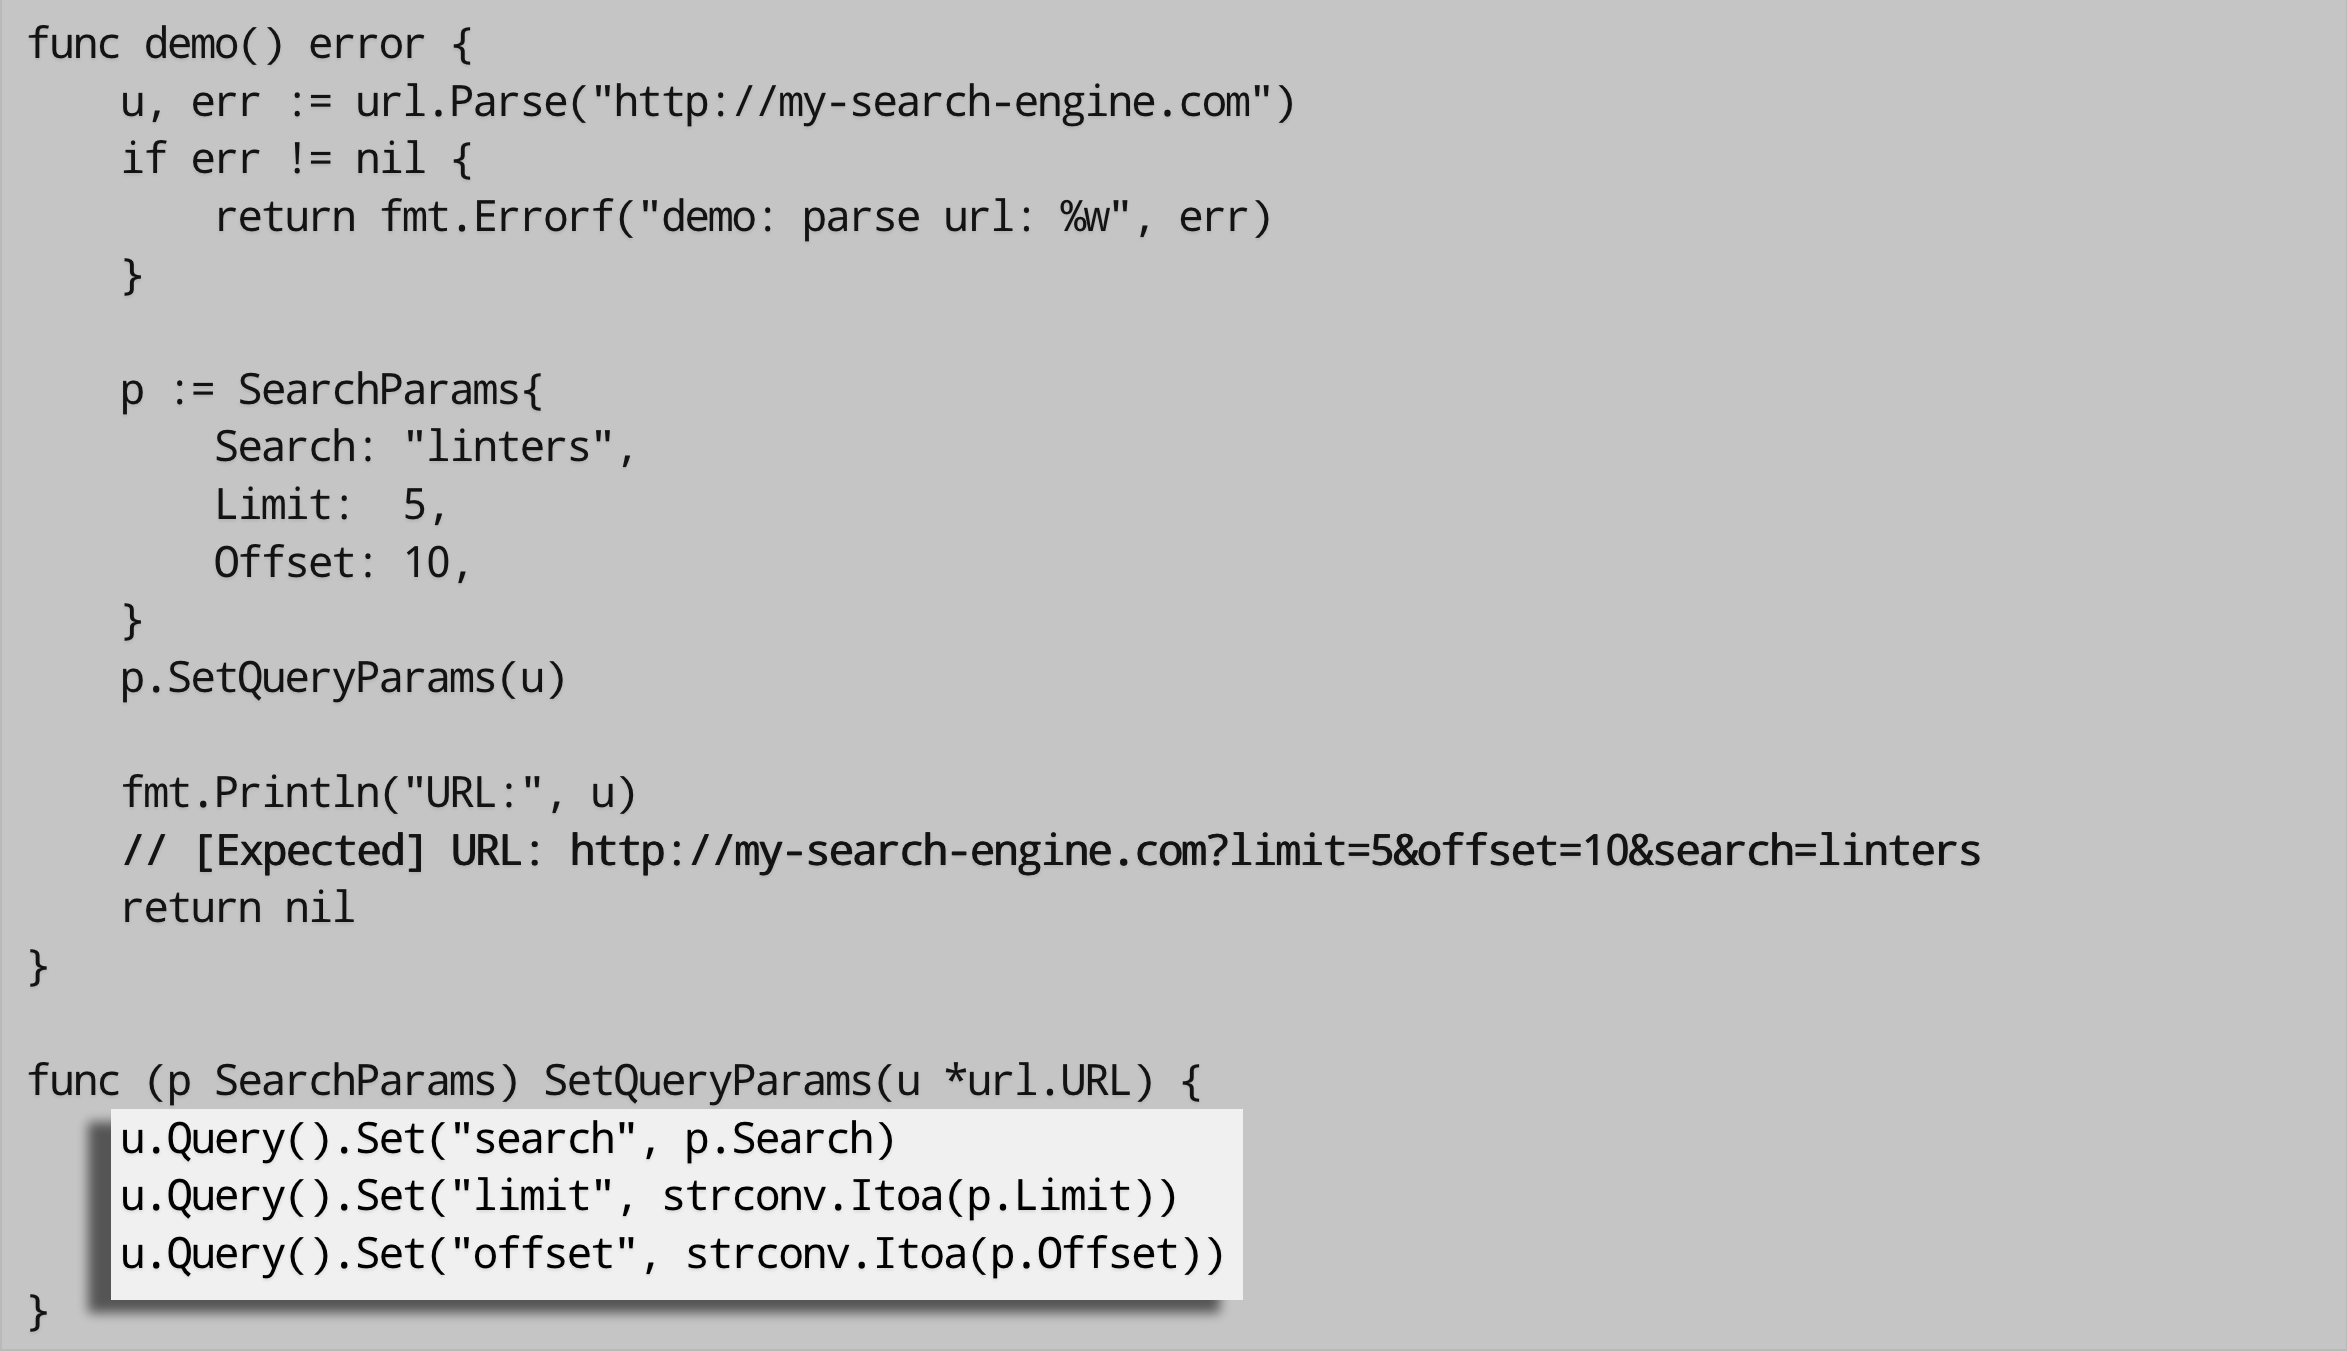 func demo() error {
    u, err := url.Parse("http://my-search-engine.com")
    if err != nil {
        return fmt.Errorf("demo: parse url: %w", err)
    }

    p := SearchParams{
        Search: "linters",
        Limit:  5,
        Offset: 10,
    }
    p.SetQueryParams(u)

    fmt.Println("URL:", u)
    // [Expected] URL: http://my-search-engine.com?limit=5&offset=10&search=linters
    return nil
}

func (p SearchParams) SetQueryParams(u *url.URL) {
    u.Query().Set("search", p.Search)
    u.Query().Set("limit", strconv.Itoa(p.Limit))
    u.Query().Set("offset", strconv.Itoa(p.Offset))
}